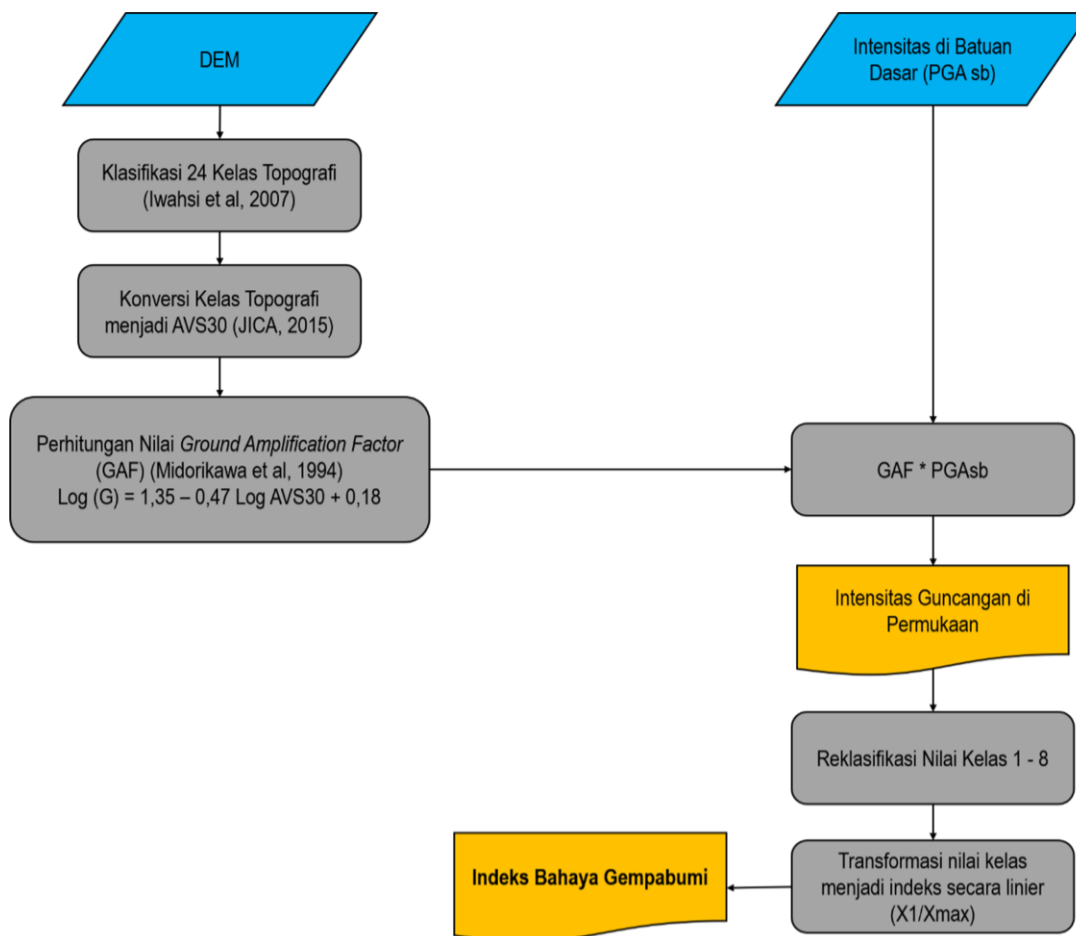 DEM
Intensitas di Batuan
Dasar (PGA sb)
Klasifikasi 24 Kelas Topografi
(Iwahsi et al, 2007)
Konversi Kelas Topografi
menjadi AVS30 (JICA, 2015)
Perhitungan Nilai Ground Amplification Factor
(GAF) (Midorikawa et al, 1994)
Log (G) = 1,35 – 0,47 Log AVS30 + 0,18
GAF * PGAsb
Intensitas Guncangan di
Permukaan
Reklasifikasi Nilai Kelas 1 - 8
Transformasi nilai kelas
menjadi indeks secara linier
(X1/Xmax)
Indeks Bahaya Gempabumi